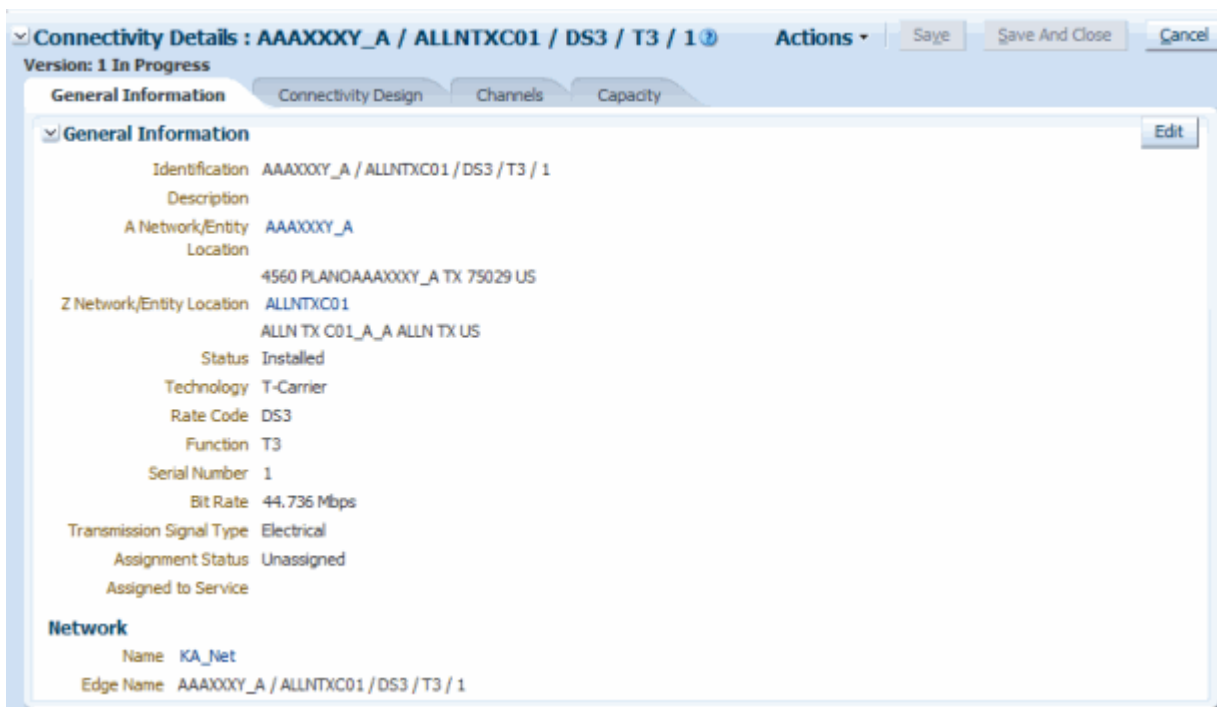 Connectivity Details : AAAXXXY_A / ALLNTXC01 / DS3 / T3 / 1 Actions Save Save And Close Cancel
Version: 1 In Progress
General Information Connectivity Design Channels Capacity
General Information Edit
Identification AAAXXXY_A / ALLNTXC01 / DS3 / T3 / 1
Description
A Network/Entity AAAXXXY_A
Location
4560 PLANOAAAXXXY_A TX 75029 US
Z Network/Entity Location ALLNTXC01
ALLN TX C01_A_A ALLN TX US
Status Installed
Technology T-Carrier
Rate Code DS3
Function T3
Serial Number 1
Bit Rate 44.736 Mbps
Transmission Signal Type Electrical
Assignment Status Unassigned
Assigned to Service
Network
Name KA_Net
Edge Name AAAXXXY_A / ALLNTXC01 / DS3 / T3 / 1